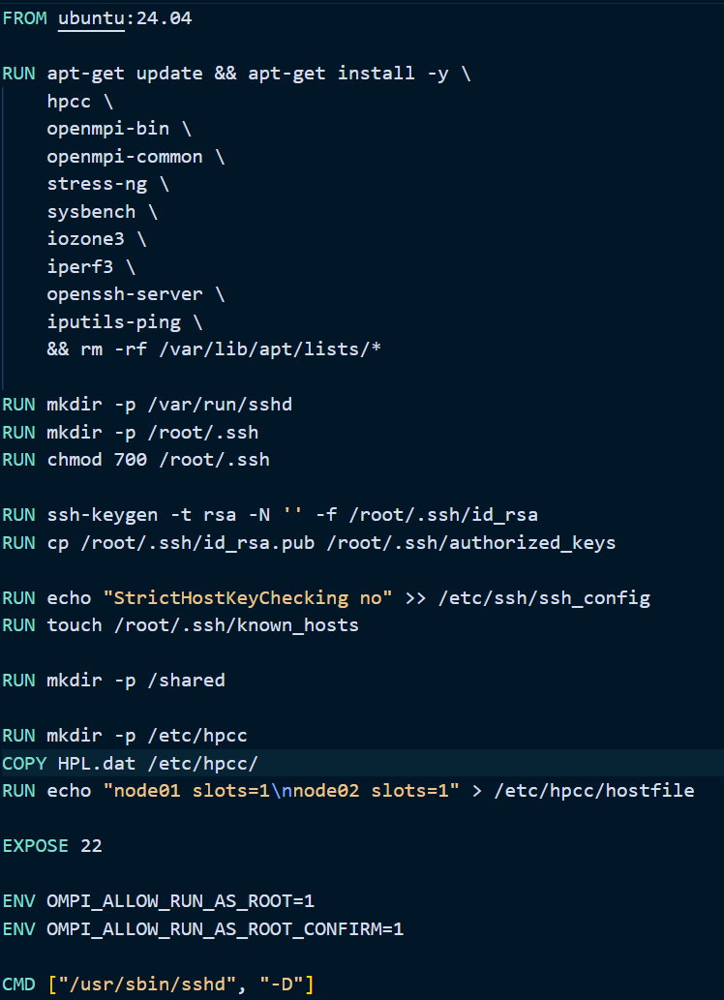 FROM ubuntu:24.04
RUN apt-get update && apt-get install -y \
    hpcc \
    openmpi-bin \
    openmpi-common \
    stress-ng \
    sysbench \
    iozone3 \
    iperf3 \
    openssh-server \
    iputils-ping \
    && rm -rf /var/lib/apt/lists/*
RUN mkdir -p /var/run/sshd
RUN mkdir -p /root/.ssh
RUN chmod 700 /root/.ssh
RUN ssh-keygen -t rsa -N '' -f /root/.ssh/id_rsa
RUN cp /root/.ssh/id_rsa.pub /root/.ssh/authorized_keys
RUN echo "StrictHostKeyChecking no" >> /etc/ssh/ssh_config
RUN touch /root/.ssh/known_hosts
RUN mkdir -p /shared
RUN mkdir -p /etc/hpcc
COPY HPL.dat /etc/hpcc/
RUN echo "node01 slots=1\nnode02 slots=1" > /etc/hpcc/hostfile
EXPOSE 22
ENV OMPI_ALLOW_RUN_AS_ROOT=1
ENV OMPI_ALLOW_RUN_AS_ROOT_CONFIRM=1
CMD ["/usr/sbin/sshd", "-D"]